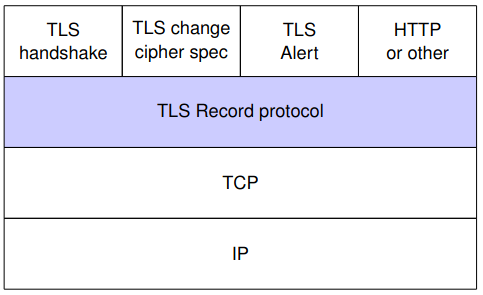 TLS
handshake
TLS change
cipher spec
TLS
Alert
HTTP
or other
TLS Record protocol
TCP
IP